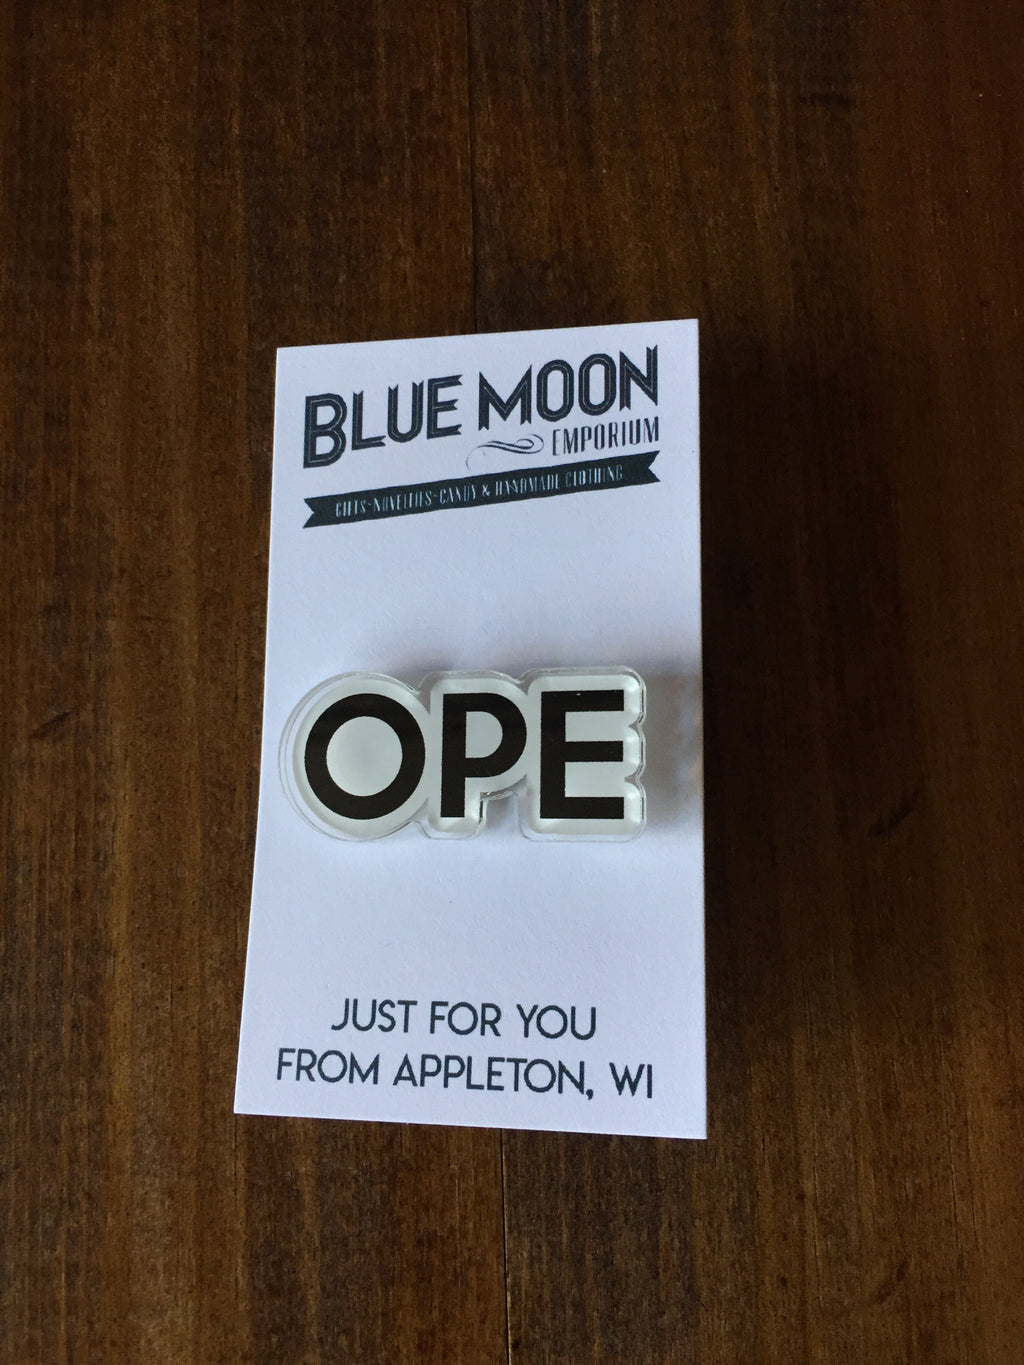 BLUE MOON
EMPORIUM
GIFTS-NOVELTIES-CANDY & HANDMADE CLOTHING
OPE
JUST FOR YOU
FROM APPLETON, WI